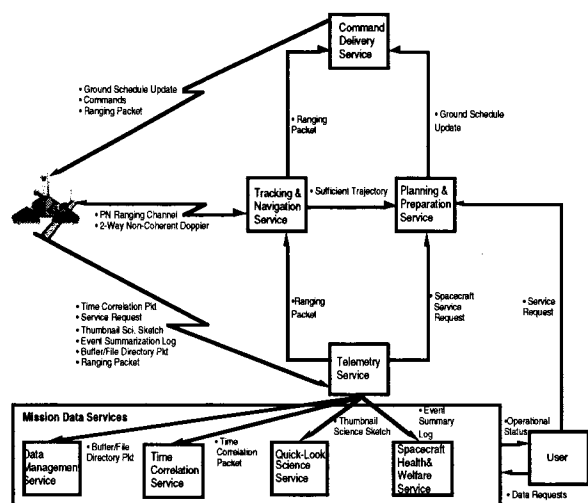 Command
Delivery
Service
• Ground Schedule Update
• Commands
• Ranging Packet
• Ranging
Packet
• Ground Schedule
Update
Tracking &
Navigation
Service
• Sufficient Trajectory
Planning &
Preparation
Service
• PN Ranging Channel
• 2-Way Non-Coherent Doppler
• Time Correlation Pkt
• Service Request
• Thumbnail Sci. Sketch
• Event Summarization Log
• Buffer/File Directory Pkt
• Ranging Packet
• Ranging
Packet
• Spacecraft
Service
Request
• Service
Request
Telemetry
Service
Mission Data Services
• Buffer/File
Directory Pkt
• Time
Correlation
Packet
• Thumbnail
Science Sketch
• Event
Summary
Log
• Operational
Status
Data
Management
Service
Time
Correlation
Service
Quick-Look
Science
Service
Spacecraft
Health&
Welfare
Service
User
• Data Requests